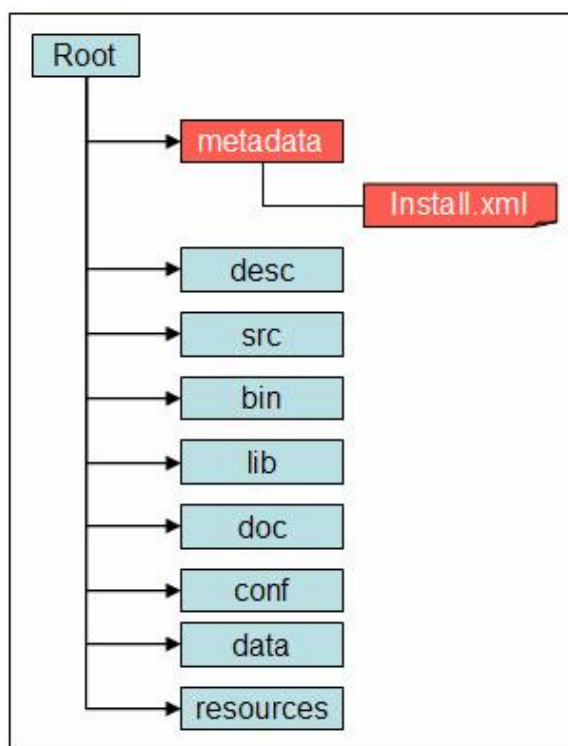 Root
metadata
Install.xml
desc
src
bin
lib
doc
conf
data
resources